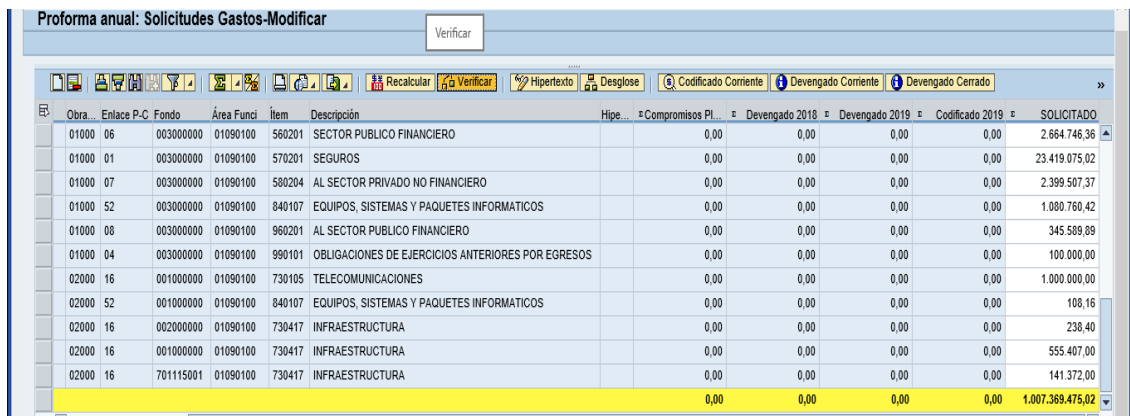 Proforma anual: Solicitudes Gastos-Modificar
Verificar
Recalcular Verificar Hipertexto Desglose Codificado Corriente Devengado Corriente Devengado Cerrado »
Obra... Enlace P-C Fondo Área Funci Ítem Descripción Hipe... Compromisos Pl... Devengado 2018 Devengado 2019 Codificado 2019 SOLICITADO
01000 06 003000000 01090100 560201 SECTOR PUBLICO FINANCIERO 0,00 0,00 0,00 0,00 2.664.746,36
01000 01 003000000 01090100 570201 SEGUROS 0,00 0,00 0,00 0,00 23.419.075,02
01000 07 003000000 01090100 580204 AL SECTOR PRIVADO NO FINANCIERO 0,00 0,00 0,00 0,00 2.399.507,37
01000 52 003000000 01090100 840107 EQUIPOS, SISTEMAS Y PAQUETES INFORMATICOS 0,00 0,00 0,00 0,00 1.080.760,42
01000 08 003000000 01090100 960201 AL SECTOR PUBLICO FINANCIERO 0,00 0,00 0,00 0,00 345.589,89
01000 04 003000000 01090100 990101 OBLIGACIONES DE EJERCICIOS ANTERIORES POR EGRESOS 0,00 0,00 0,00 0,00 100.000,00
02000 16 001000000 01090100 730105 TELECOMUNICACIONES 0,00 0,00 0,00 0,00 1.000.000,00
02000 52 001000000 01090100 840107 EQUIPOS, SISTEMAS Y PAQUETES INFORMATICOS 0,00 0,00 0,00 0,00 108,16
02000 16 002000000 01090100 730417 INFRAESTRUCTURA 0,00 0,00 0,00 0,00 238,40
02000 16 001000000 01090100 730417 INFRAESTRUCTURA 0,00 0,00 0,00 0,00 555.407,00
02000 16 701115001 01090100 730417 INFRAESTRUCTURA 0,00 0,00 0,00 0,00 141.372,00
0,00 0,00 0,00 0,00 1.007.369.475,02